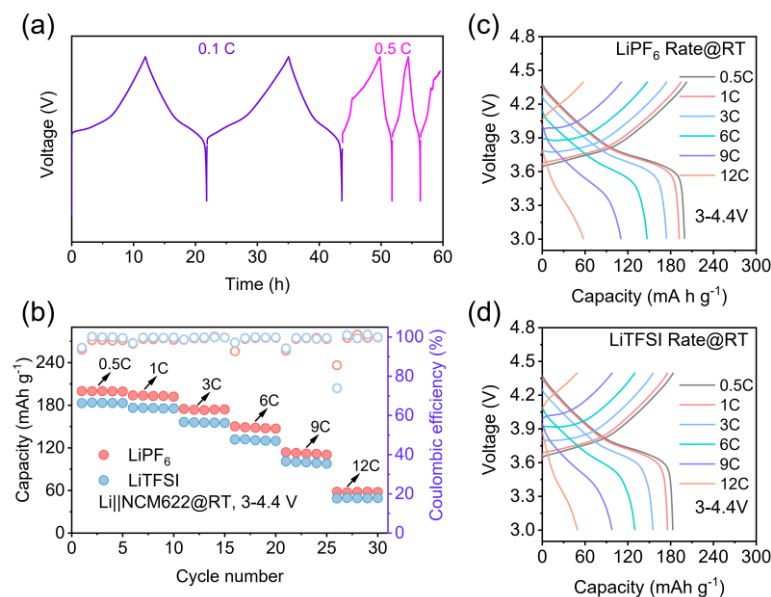 (a)
0.1 C
0.5 C
Voltage (V)
0 10 20 30 40 50 60
Time (h)
(b)
Capacity (mAh g⁻¹)
240
180
120
60
0
0.5C
1C
3C
6C
9C
12C
LiPF₆
LiTFSI
Li||NCM622@RT, 3-4.4 V
100
80
60
40
20
0
Coulombic efficiency (%)
0 5 10 15 20 25 30
Cycle number
(c)
LiPF₆ Rate@RT
Voltage (V)
4.8
4.5
4.2
3.9
3.6
3.3
3.0
0.5C
1C
3C
6C
9C
12C
3-4.4V
0 60 120 180 240 300
Capacity (mA h g⁻¹)
(d)
LiTFSI Rate@RT
Voltage (V)
4.8
4.5
4.2
3.9
3.6
3.3
3.0
0.5C
1C
3C
6C
9C
12C
3-4.4V
0 60 120 180 240 300
Capacity (mAh g⁻¹)